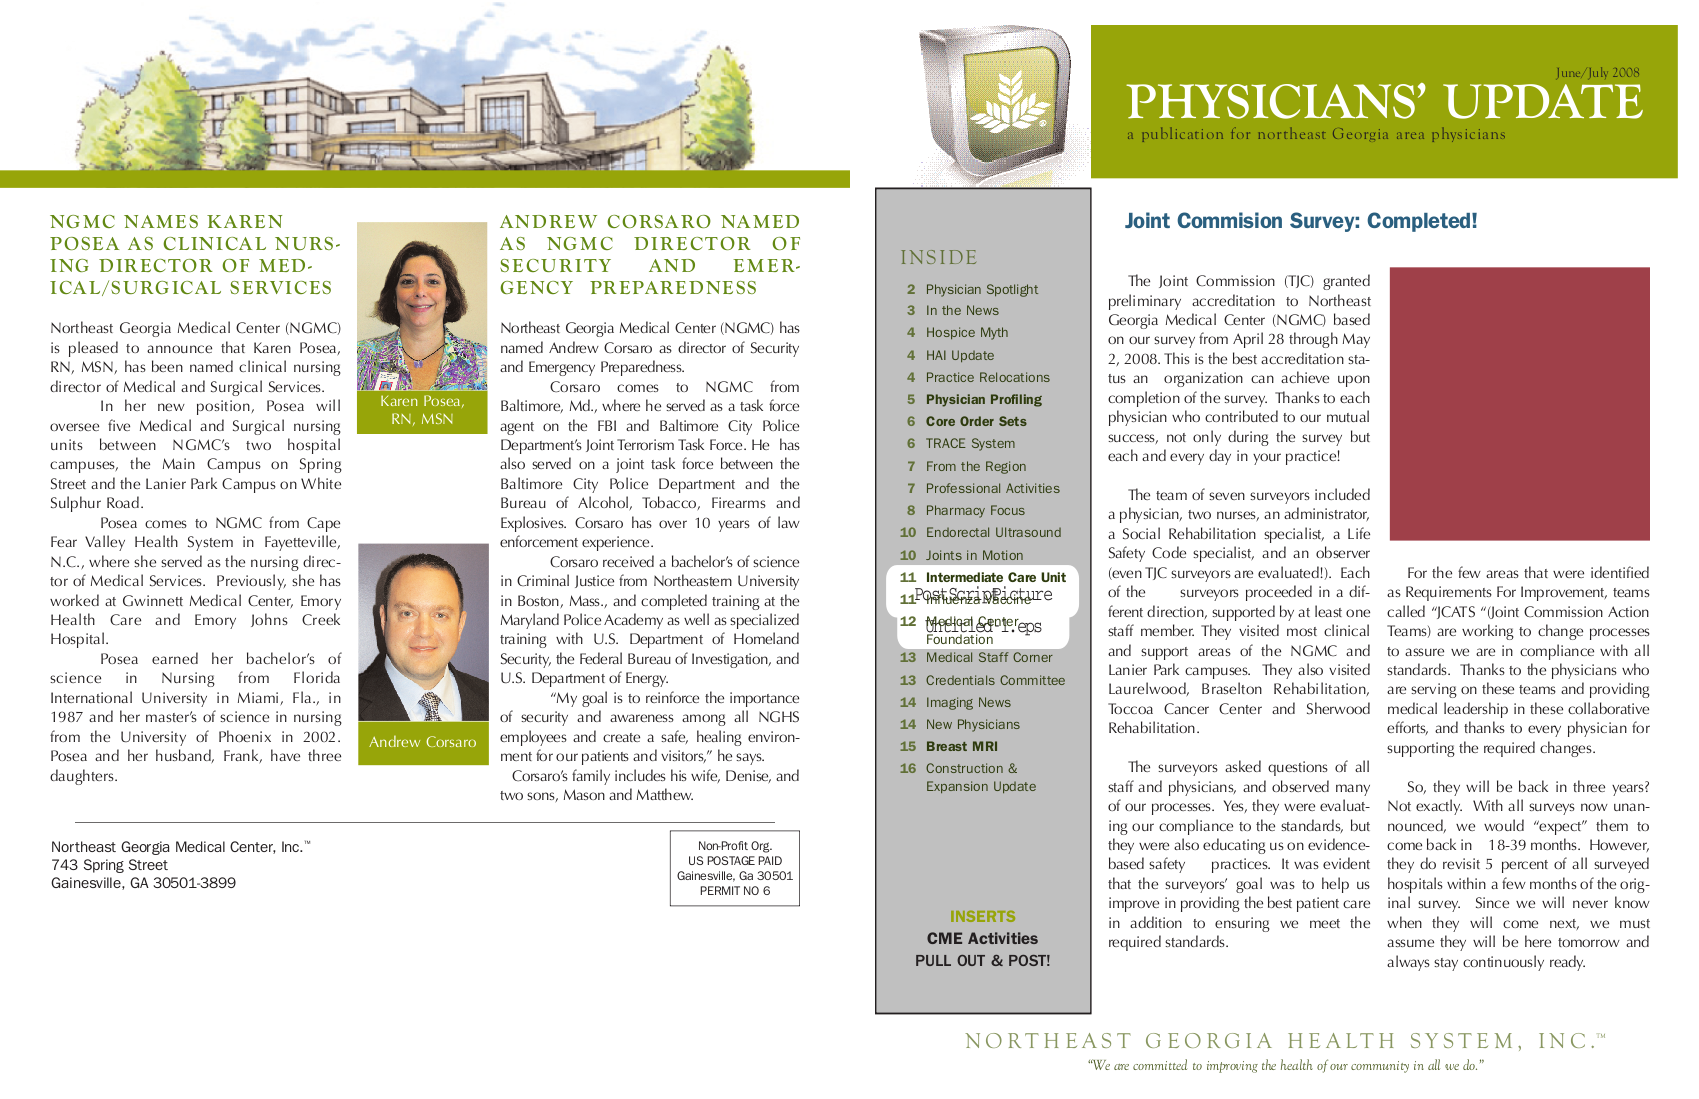 NGMC NAMES KAREN
POSEA AS CLINICAL NURS-
ING DIRECTOR OF MED-
ICAL/SURGICAL SERVICES
Northeast Georgia Medical Center (NGMC)
is pleased to announce that Karen Posea,
RN, MSN, has been named clinical nursing
director of Medical and Surgical Services.
In her new position, Posea will
oversee five Medical and Surgical nursing
units between NGMC's two hospital
campuses, the Main Campus on Spring
Street and the Lanier Park Campus on White
Sulphur Road.
Posea comes to NGMC from Cape
Fear Valley Health System in Fayetteville,
N.C., where she served as the nursing direc-
tor of Medical Services. Previously, she has
worked at Gwinnett Medical Center, Emory
Health Care and Emory Johns Creek
Hospital.
Posea earned her bachelor's of
science in Nursing from Florida
International University in Miami, Fla., in
1987 and her master's of science in nursing
from the University of Phoenix in 2002.
Posea and her husband, Frank, have three
daughters.
Karen Posea,
RN, MSN
Andrew Corsaro
ANDREW CORSARO NAMED
AS NGMC DIRECTOR OF
SECURITY AND EMER-
GENCY PREPAREDNESS
Northeast Georgia Medical Center (NGMC) has
named Andrew Corsaro as director of Security
and Emergency Preparedness.
Corsaro comes to NGMC from
Baltimore, Md., where he served as a task force
agent on the FBI and Baltimore City Police
Department's Joint Terrorism Task Force. He has
also served on a joint task force between the
Baltimore City Police Department and the
Bureau of Alcohol, Tobacco, Firearms and
Explosives. Corsaro has over 10 years of law
enforcement experience.
Corsaro received a bachelor's of science
in Criminal Justice from Northeastern University
in Boston, Mass., and completed training at the
Maryland Police Academy as well as specialized
training with U.S. Department of Homeland
Security, the Federal Bureau of Investigation, and
U.S. Department of Energy.
"My goal is to reinforce the importance
of security and awareness among all NGHS
employees and create a safe, healing environ-
ment for our patients and visitors," he says.
Corsaro's family includes his wife, Denise, and
two sons, Mason and Matthew.
Northeast Georgia Medical Center, Inc.™
743 Spring Street
Gainesville, GA 30501-3899
Non-Profit Org.
US POSTAGE PAID
Gainesville, Ga 30501
PERMIT NO 6
June/July 2008
PHYSICIANS' UPDATE
a publication for northeast Georgia area physicians
®
INSIDE
2 Physician Spotlight
3 In the News
4 Hospice Myth
4 HAI Update
4 Practice Relocations
5 Physician Profiling
6 Core Order Sets
6 TRACE System
7 From the Region
7 Professional Activities
8 Pharmacy Focus
10 Endorectal Ultrasound
10 Joints in Motion
11 Intermediate Care Unit
11 Influenza Vaccine
PostScript Picture
12 Medical Center
Untitled-1.eps
Foundation
13 Medical Staff Corner
13 Credentials Committee
14 Imaging News
14 New Physicians
15 Breast MRI
16 Construction &
Expansion Update
INSERTS
CME Activities
PULL OUT & POST!
Joint Commision Survey: Completed!
The Joint Commission (TJC) granted
preliminary accreditation to Northeast
Georgia Medical Center (NGMC) based
on our survey from April 28 through May
2, 2008. This is the best accreditation sta-
tus an organization can achieve upon
completion of the survey. Thanks to each
physician who contributed to our mutual
success, not only during the survey but
each and every day in your practice!
The team of seven surveyors included
a physician, two nurses, an administrator,
a Social Rehabilitation specialist, a Life
Safety Code specialist, and an observer
(even TJC surveyors are evaluated!). Each
of the surveyors proceeded in a dif-
ferent direction, supported by at least one
staff member. They visited most clinical
and support areas of the NGMC and
Lanier Park campuses. They also visited
Laurelwood, Braselton Rehabilitation,
Toccoa Cancer Center and Sherwood
Rehabilitation.
The surveyors asked questions of all
staff and physicians, and observed many
of our processes. Yes, they were evaluat-
ing our compliance to the standards, but
they were also educating us on evidence-
based safety practices. It was evident
that the surveyors' goal was to help us
improve in providing the best patient care
in addition to ensuring we meet the
required standards.
For the few areas that were identified
as Requirements For Improvement, teams
called "JCATS "(Joint Commission Action
Teams) are working to change processes
to assure we are in compliance with all
standards. Thanks to the physicians who
are serving on these teams and providing
medical leadership in these collaborative
efforts, and thanks to every physician for
supporting the required changes.
So, they will be back in three years?
Not exactly. With all surveys now unan-
nounced, we would "expect" them to
come back in 18-39 months. However,
they do revisit 5 percent of all surveyed
hospitals within a few months of the orig-
inal survey. Since we will never know
when they will come next, we must
assume they will be here tomorrow and
always stay continuously ready.
NORTHEAST GEORGIA HEALTH SYSTEM, INC.™
"We are committed to improving the health of our community in all we do."